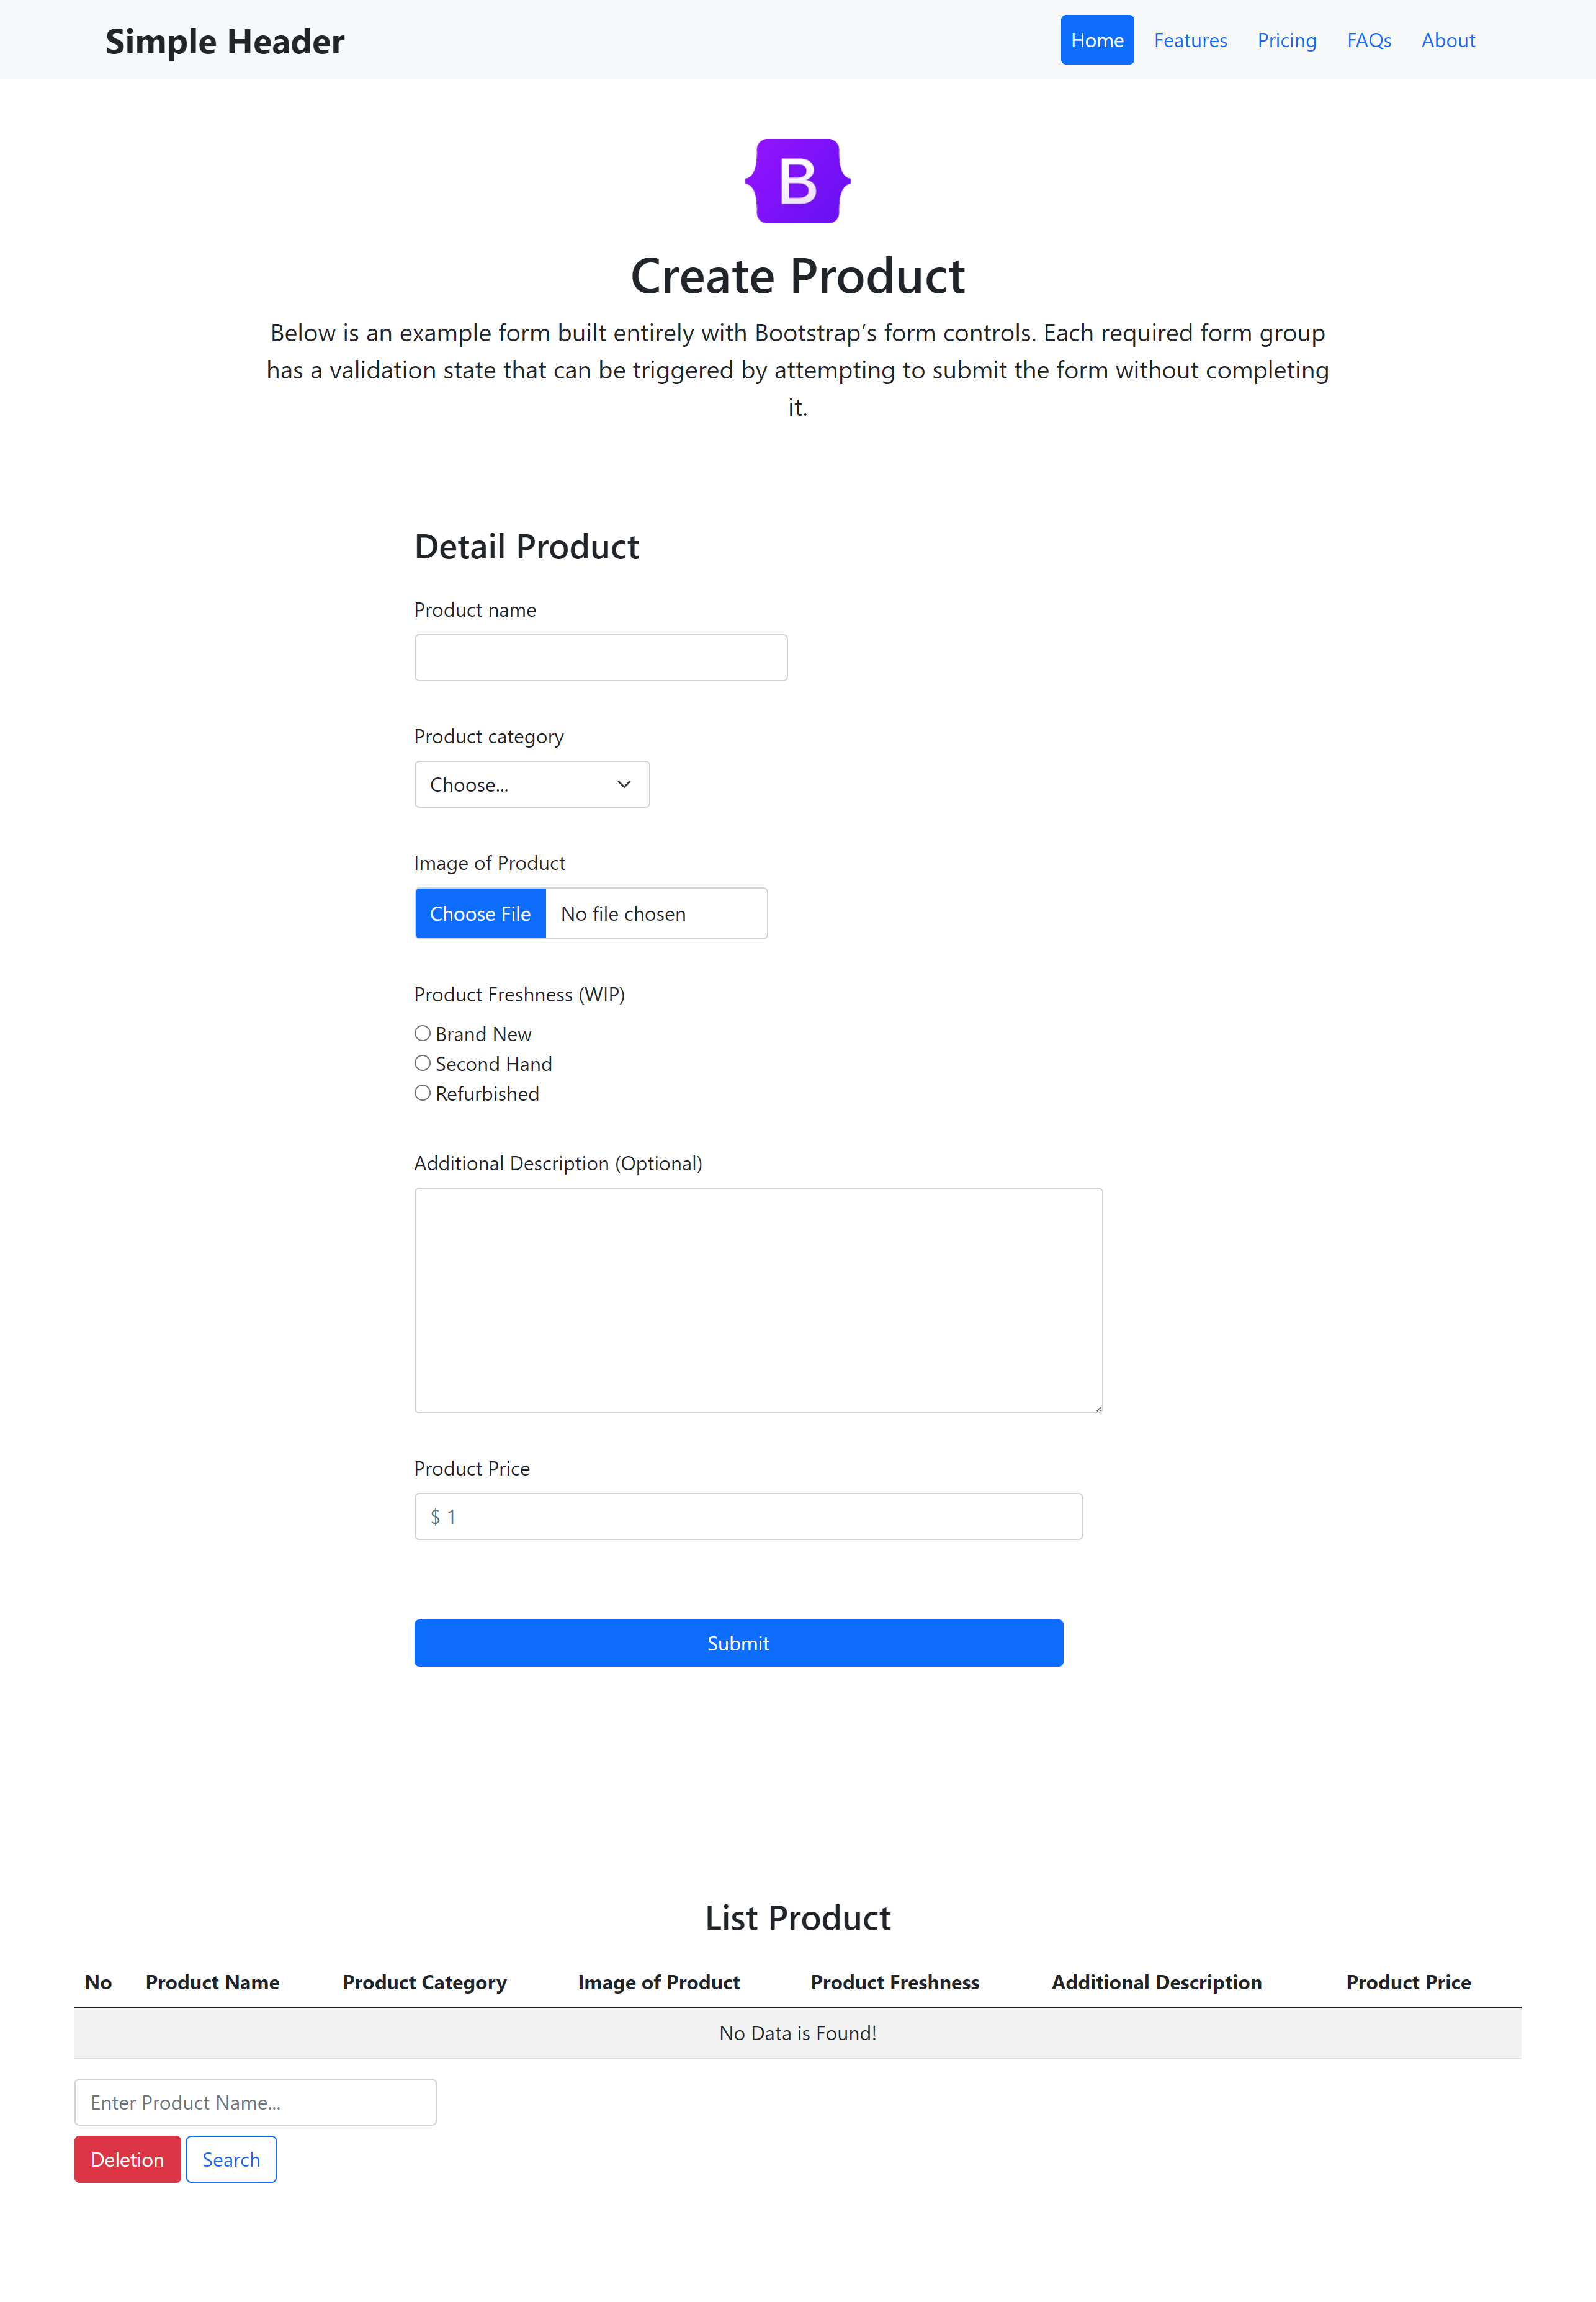 Simple Header
Home Features Pricing FAQs About
B
Create Product
Below is an example form built entirely with Bootstrap’s form controls. Each required form group
has a validation state that can be triggered by attempting to submit the form without completing
it.
Detail Product
Product name
Product category
Choose...
Image of Product
Choose File No file chosen
Product Freshness (WIP)
Brand New
Second Hand
Refurbished
Additional Description (Optional)
Product Price
$ 1
Submit
List Product
No Product Name Product Category Image of Product Product Freshness Additional Description Product Price
No Data is Found!
Enter Product Name...
Deletion Search